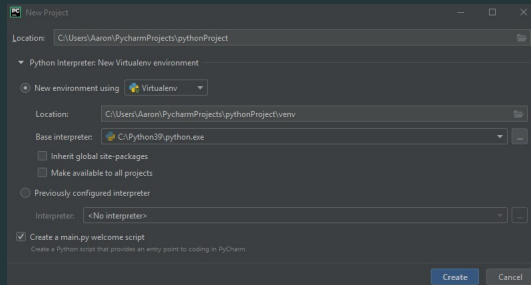 PC New Project
Location: C:\Users\Aaron\PycharmProjects\pythonProject
Python Interpreter: New Virtualenv environment
New environment using Virtualenv
Location: C:\Users\Aaron\PycharmProjects\pythonProject\venv
Base interpreter: C:\Python39\python.exe ...
Inherit global site-packages
Make available to all projects
Previously configured interpreter
Interpreter: <No interpreter> ...
Create a main.py welcome script
Create a Python script that provides an entry point to coding in PyCharm.
Create Cancel